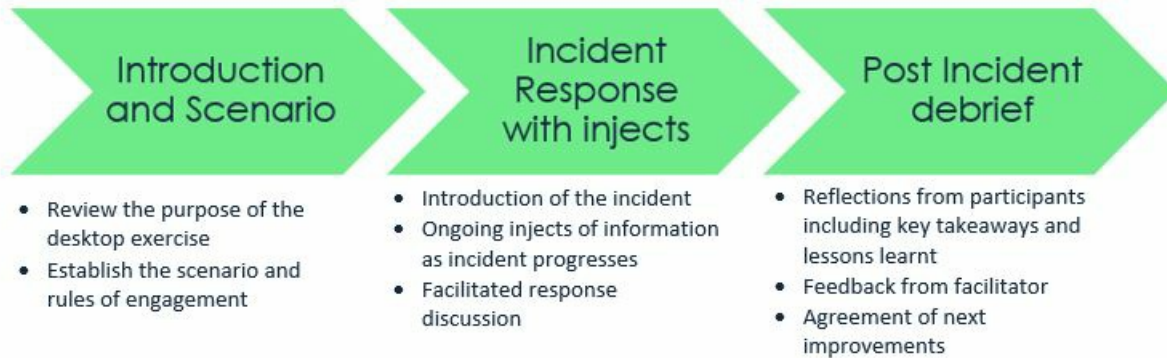 Introduction
and Scenario
• Review the purpose of the
desktop exercise
• Establish the scenario and
rules of engagement
Incident
Response
with injects
• Introduction of the incident
• Ongoing injects of information
as incident progresses
• Facilitated response
discussion
Post Incident
debrief
• Reflections from participants
including key takeaways and
lessons learnt
• Feedback from facilitator
• Agreement of next
improvements